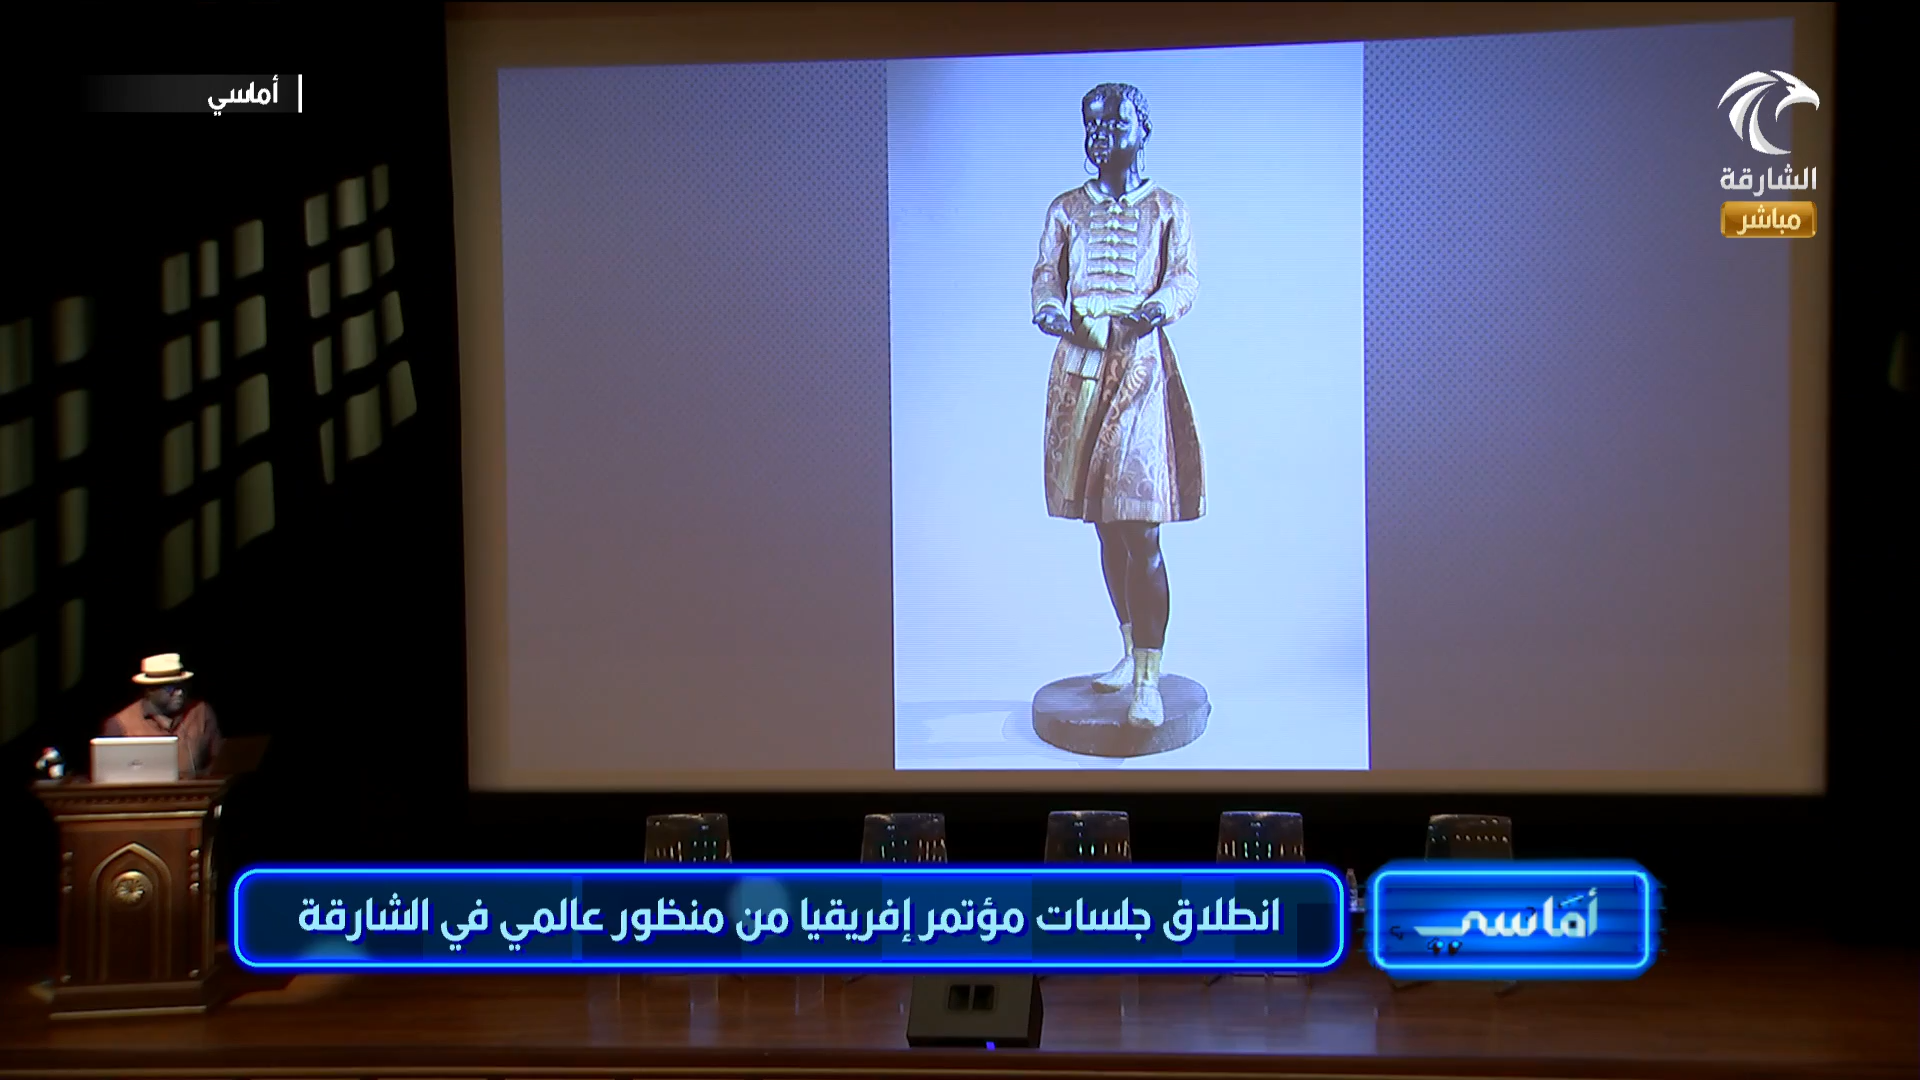 أماسي
الشارقة
مباشر
أماسي
انطلاق جلسات مؤتمر إفريقيا من منظور عالمي في الشارقة